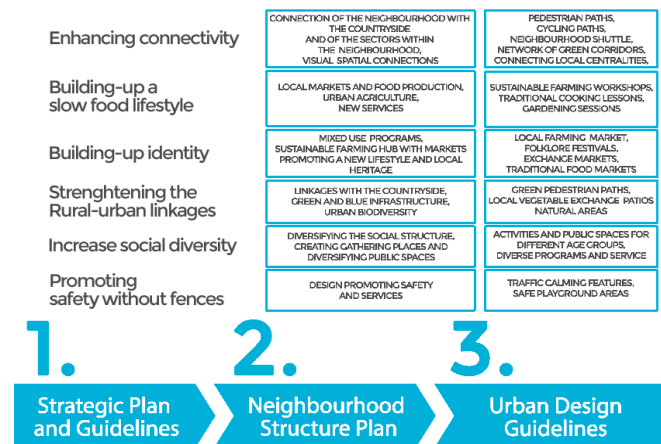 Enhancing connectivity
CONNECTION OF THE NEIGHBOURHOOD WITH
THE COUNTRYSIDE
AND OF THE SECTORS WITHIN
THE NEIGHBOURHOOD,
VISUAL SPATIAL CONNECTIONS
PEDESTRIAN PATHS,
CYCLING PATHS,
NEIGHBOURHOOD SHUTTLE,
NETWORK OF GREEN CORRIDORS,
CONNECTING LOCAL CENTRALITIES,
Building-up a
slow food lifestyle
LOCAL MARKETS AND FOOD PRODUCTION,
URBAN AGRICULTURE,
NEW SERVICES
SUSTAINABLE FARMING WORKSHOPS,
TRADITIONAL COOKING LESSONS,
GARDENING SESSIONS
Building-up identity
MIXED USE PROGRAMS,
SUSTAINABLE FARMING HUB WITH MARKETS
PROMOTING A NEW LIFESTYLE AND LOCAL
HERITAGE
LOCAL FARMING MARKET,
FOLKLORE FESTIVALS,
EXCHANGE MARKETS,
TRADITIONAL FOOD MARKETS
Strenghtening the
Rural-urban linkages
LINKAGES WITH THE COUNTRYSIDE,
GREEN AND BLUE INFRASTRUCTURE,
URBAN BIODIVERSITY
GREEN PEDESTRIAN PATHS,
LOCAL VEGETABLE EXCHANGE PATIOS
NATURAL AREAS
Increase social diversity
DIVERSIFYING THE SOCIAL STRUCTURE,
CREATING GATHERING PLACES AND
DIVERSIFYING PUBLIC SPACES
ACTIVITIES AND PUBLIC SPACES FOR
DIFFERENT AGE GROUPS,
DIVERSE PROGRAMS AND SERVICE
Promoting
safety without fences
DESIGN PROMOTING SAFETY
AND SERVICES
TRAFFIC CALMING FEATURES,
SAFE PLAYGROUND AREAS
1.
Strategic Plan
and Guidelines
2.
Neighbourhood
Structure Plan
3.
Urban Design
Guidelines